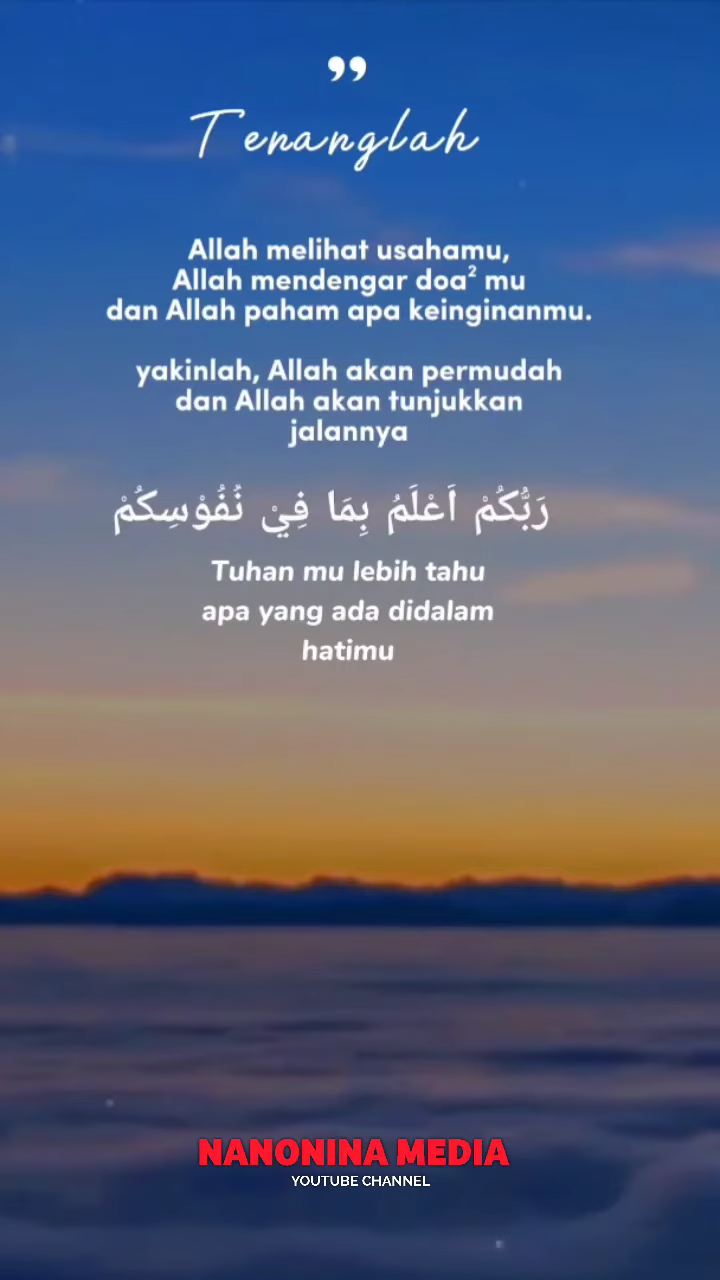 ”
Tenanglah
Allah melihat usahamu,
Allah mendengar doa² mu
dan Allah paham apa keinginanmu.
yakinlah, Allah akan permudah
dan Allah akan tunjukkan
jalannya
رَبُّكُمْ اَعْلَمُ بِمَا فِيْ نُفُوْسِكُمْ
Tuhan mu lebih tahu
apa yang ada didalam
hatimu
NANONINA MEDIA
YOUTUBE CHANNEL